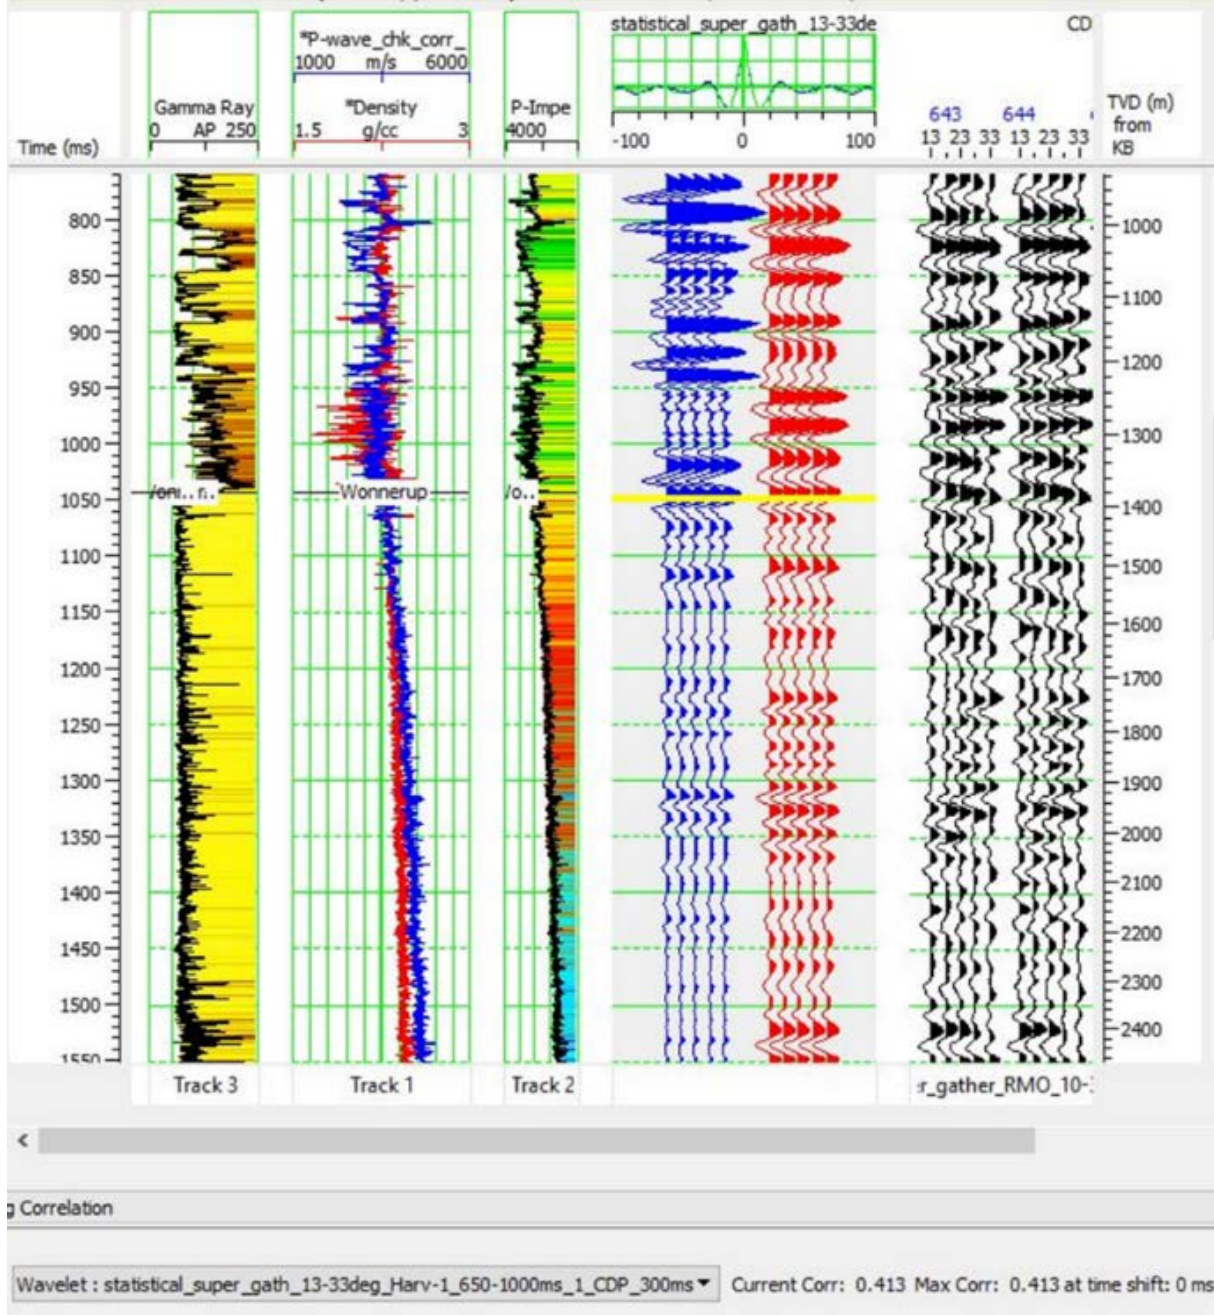 statistical_super_gath_13-33de
CD
*P-wave_chk_corr_
1000 m/s 6000
Gamma Ray
0 AP 250
*Density
1.5 g/cc 3
P-Impe
4000
-100 0 100
643 644
13 23 33 13 23 33
TVD (m)
from
KB
Time (ms)
800
850
900
950
1000
1050
1100
1150
1200
1250
1300
1350
1400
1450
1500
1550
Wonnerup
1000
1100
1200
1300
1400
1500
1600
1700
1800
1900
2000
2100
2200
2300
2400
Track 3
Track 1
Track 2
r_gather_RMO_10-
<
g Correlation
Wavelet : statistical_super_gath_13-33deg_Harv-1_650-1000ms_1_CDP_300ms
Current Corr: 0.413 Max Corr: 0.413 at time shift: 0 ms